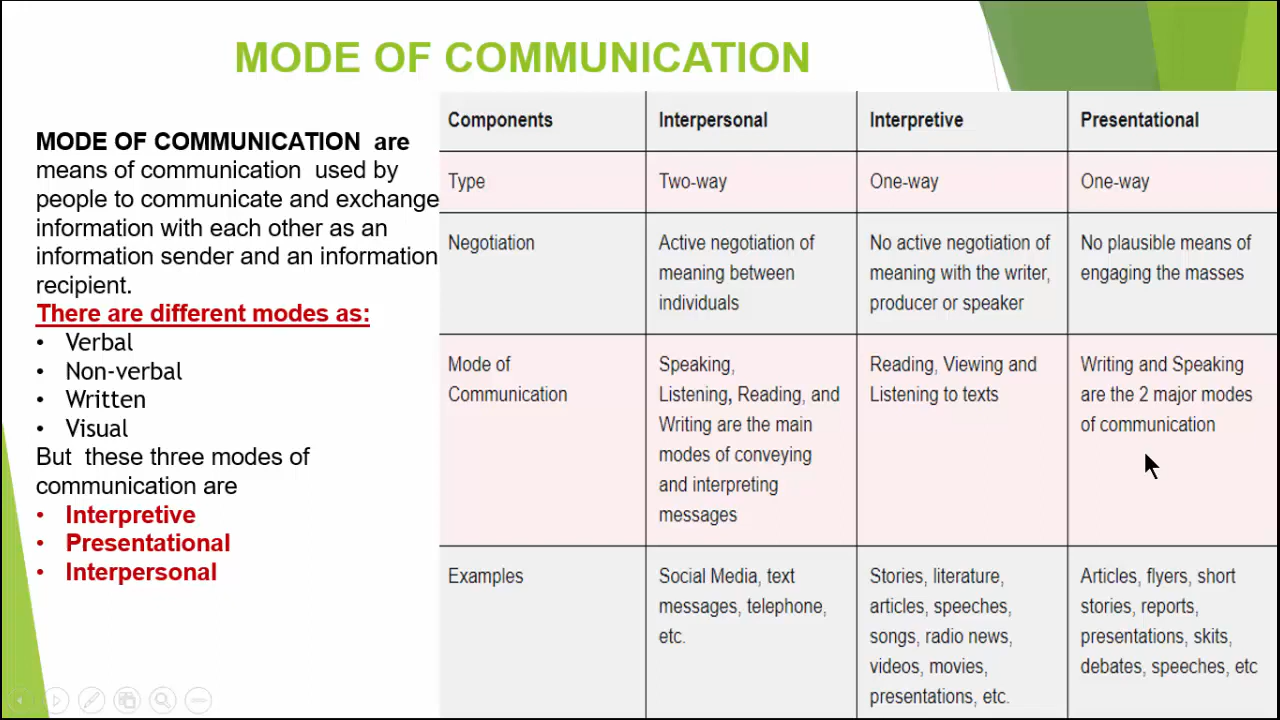 MODE OF COMMUNICATION
MODE OF COMMUNICATION are
means of communication used by
people to communicate and exchange
information with each other as an
information sender and an information
recipient.
There are different modes as:
• Verbal
• Non-verbal
• Written
• Visual
But these three modes of
communication are
• Interpretive
• Presentational
• Interpersonal
Components
Interpersonal
Interpretive
Presentational
Type
Two-way
One-way
One-way
Negotiation
Active negotiation of
meaning between
individuals
No active negotiation of
meaning with the writer,
producer or speaker
No plausible means of
engaging the masses
Mode of
Communication
Speaking,
Listening, Reading, and
Writing are the main
modes of conveying
and interpreting
messages
Reading, Viewing and
Listening to texts
Writing and Speaking
are the 2 major modes
of communication
Examples
Social Media, text
messages, telephone,
etc.
Stories, literature,
articles, speeches,
songs, radio news,
videos, movies,
presentations, etc.
Articles, flyers, short
stories, reports,
presentations, skits,
debates, speeches, etc